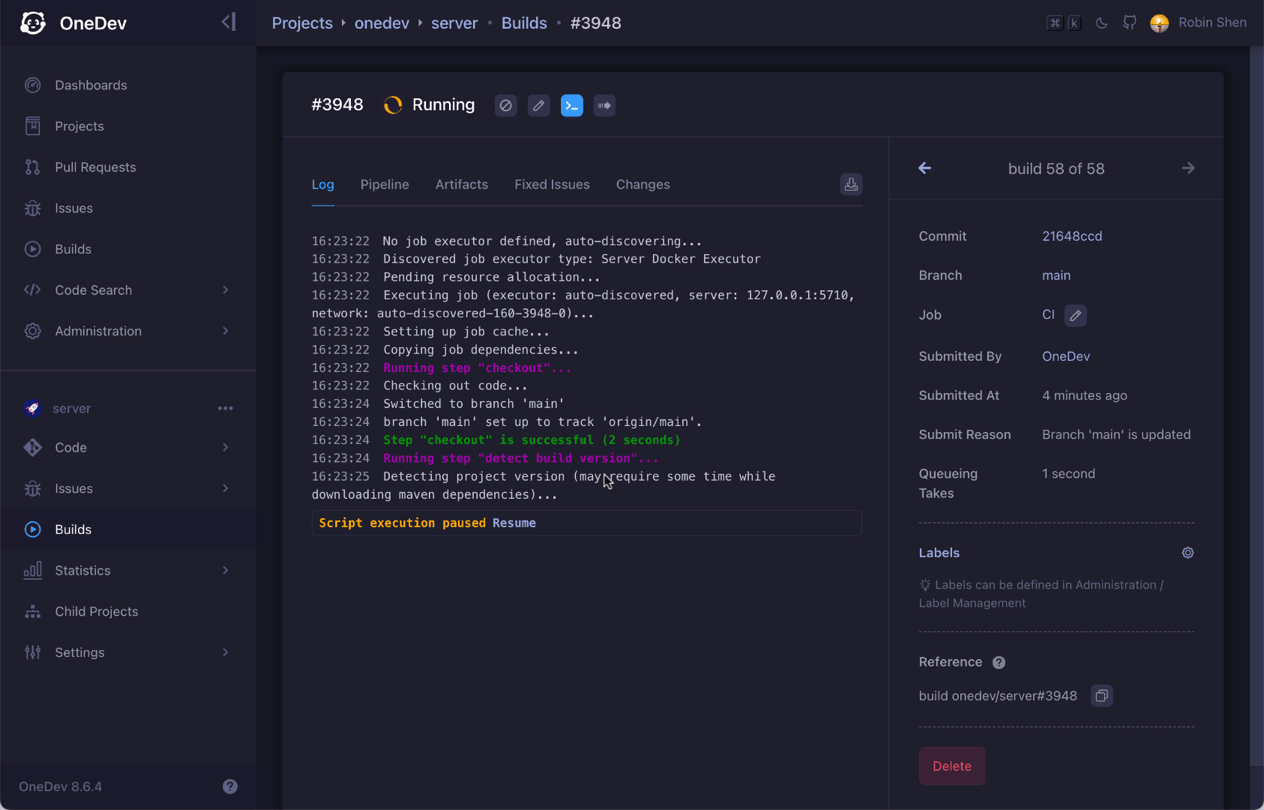 OneDev
Projects › onedev › server • Builds • #3948
⌘ k
Robin Shen
Dashboards
Projects
Pull Requests
Issues
Builds
Code Search
Administration
server
Code
Issues
Builds
Statistics
Child Projects
Settings
OneDev 8.6.4
#3948 Running
Log Pipeline Artifacts Fixed Issues Changes
16:23:22 No job executor defined, auto-discovering...
16:23:22 Discovered job executor type: Server Docker Executor
16:23:22 Pending resource allocation...
16:23:22 Executing job (executor: auto-discovered, server: 127.0.0.1:5710,
network: auto-discovered-160-3948-0)...
16:23:22 Setting up job cache...
16:23:22 Copying job dependencies...
16:23:22 Running step "checkout"...
16:23:22 Checking out code...
16:23:24 Switched to branch 'main'
16:23:24 branch 'main' set up to track 'origin/main'.
16:23:24 Step "checkout" is successful (2 seconds)
16:23:24 Running step "detect build version"...
16:23:25 Detecting project version (may require some time while
downloading maven dependencies)...
Script execution paused Resume
build 58 of 58
Commit 21648ccd
Branch main
Job CI
Submitted By OneDev
Submitted At 4 minutes ago
Submit Reason Branch 'main' is updated
Queueing
Takes 1 second
Labels
Labels can be defined in Administration /
Label Management
Reference
build onedev/server#3948
Delete